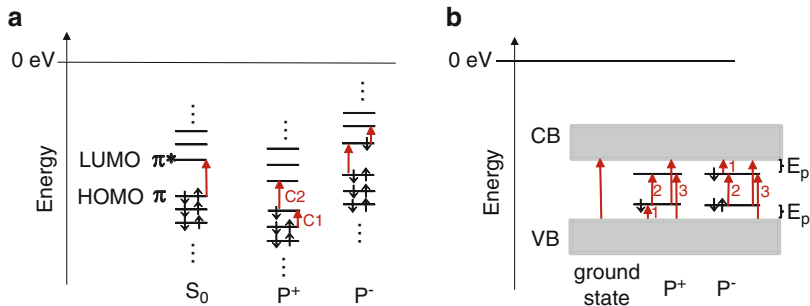 a
0 eV
Energy
LUMO π*
HOMO π
C2
C1
S0
P+
P-
b
0 eV
Energy
CB
VB
1
2
3
1
2
3
Ep
Ep
ground
state
P+
P-